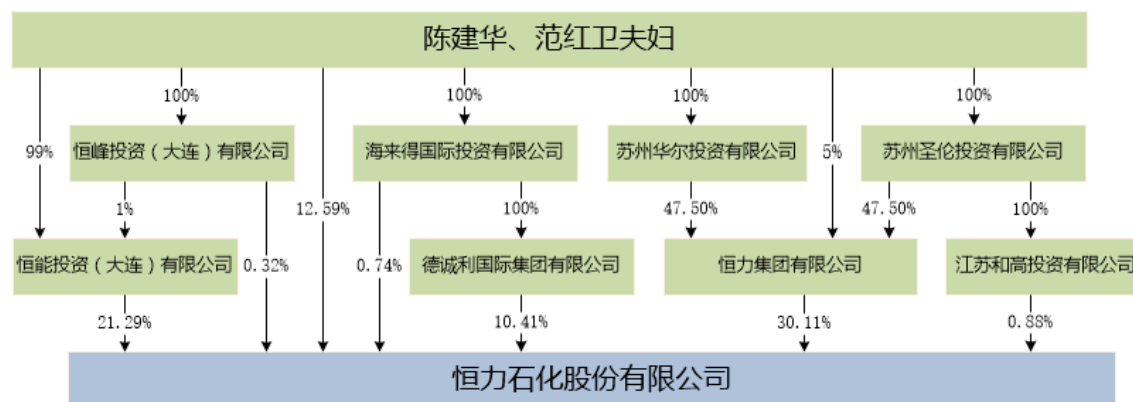 陈建华、范红卫夫妇
100%
100%
100%
100%
99%
恒峰投资（大连）有限公司
海来得国际投资有限公司
苏州华尔投资有限公司
5%
苏州圣伦投资有限公司
1%
12.59%
100%
47.50%
47.50%
100%
恒能投资（大连）有限公司
0.32%
0.74%
德诚利国际集团有限公司
恒力集团有限公司
江苏和高投资有限公司
21.29%
10.41%
30.11%
0.88%
恒力石化股份有限公司